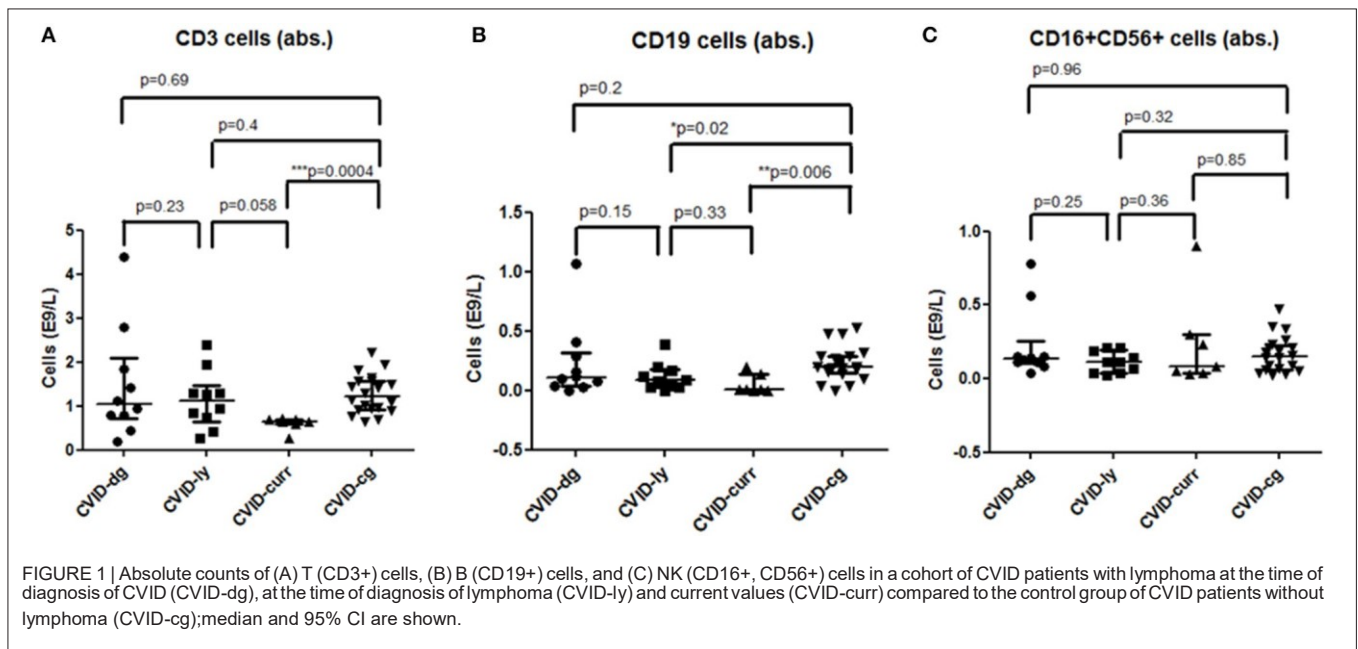 A
CD3 cells (abs.)
p=0.69
p=0.4
***p=0.0004
p=0.23
p=0.058
5
4
3
2
1
0
Cells (E9/L)
CVID-dg
CVID-ly
CVID-curr
CVID-cg
B
CD19 cells (abs.)
p=0.2
*p=0.02
**p=0.006
p=0.15
p=0.33
1.5
1.0
0.5
0.0
-0.5
Cells (E9/L)
CVID-dg
CVID-ly
CVID-curr
CVID-cg
C
CD16+CD56+ cells (abs.)
p=0.96
p=0.32
p=0.85
p=0.25
p=0.36
1.0
0.5
0.0
-0.5
Cells (E9/L)
CVID-dg
CVID-ly
CVID-curr
CVID-cg
FIGURE 1 | Absolute counts of (A) T (CD3+) cells, (B) B (CD19+) cells, and (C) NK (CD16+, CD56+) cells in a cohort of CVID patients with lymphoma at the time of
diagnosis of CVID (CVID-dg), at the time of diagnosis of lymphoma (CVID-ly) and current values (CVID-curr) compared to the control group of CVID patients without
lymphoma (CVID-cg);median and 95% CI are shown.